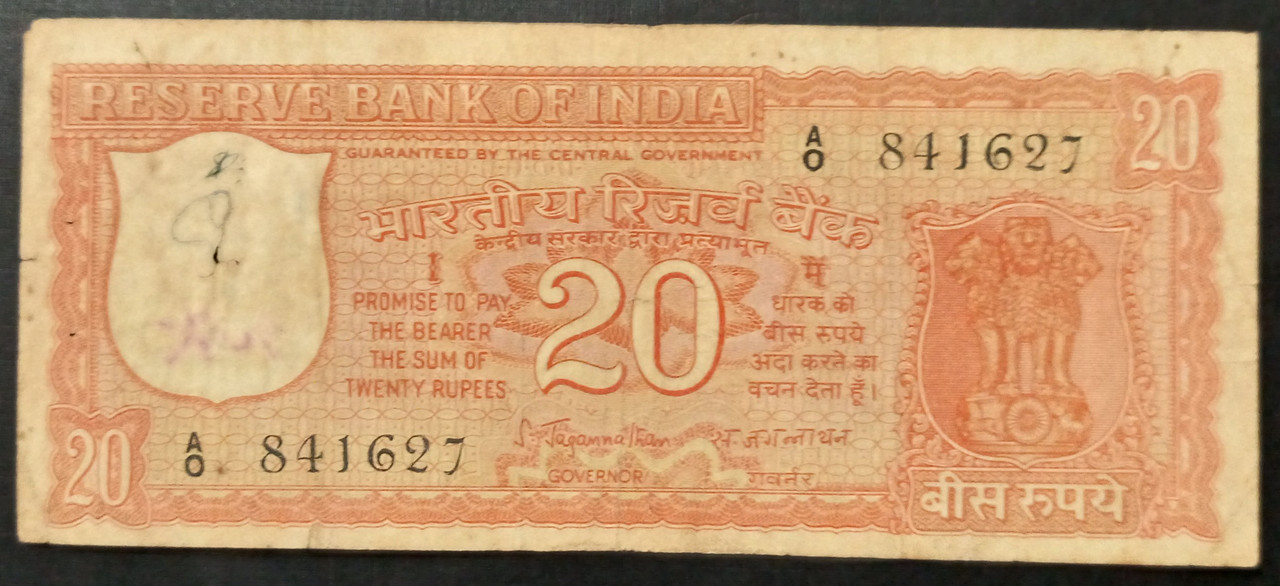 RESERVE BANK OF INDIA
20
GUARANTEED BY THE CENTRAL GOVERNMENT
A/0 841627
भारतीय रिज़र्व बैंक
केन्द्रीय सरकार द्वारा प्रत्याभूत
I
PROMISE TO PAY
THE BEARER
THE SUM OF
TWENTY RUPEES
20
मैं
धारक को
बीस रुपये
अदा करने का
वचन देता हूँ।
S. Jagannathan
स. जगन्नाथन
GOVERNOR
गवर्नर
20
A/0 841627
बीस रुपये